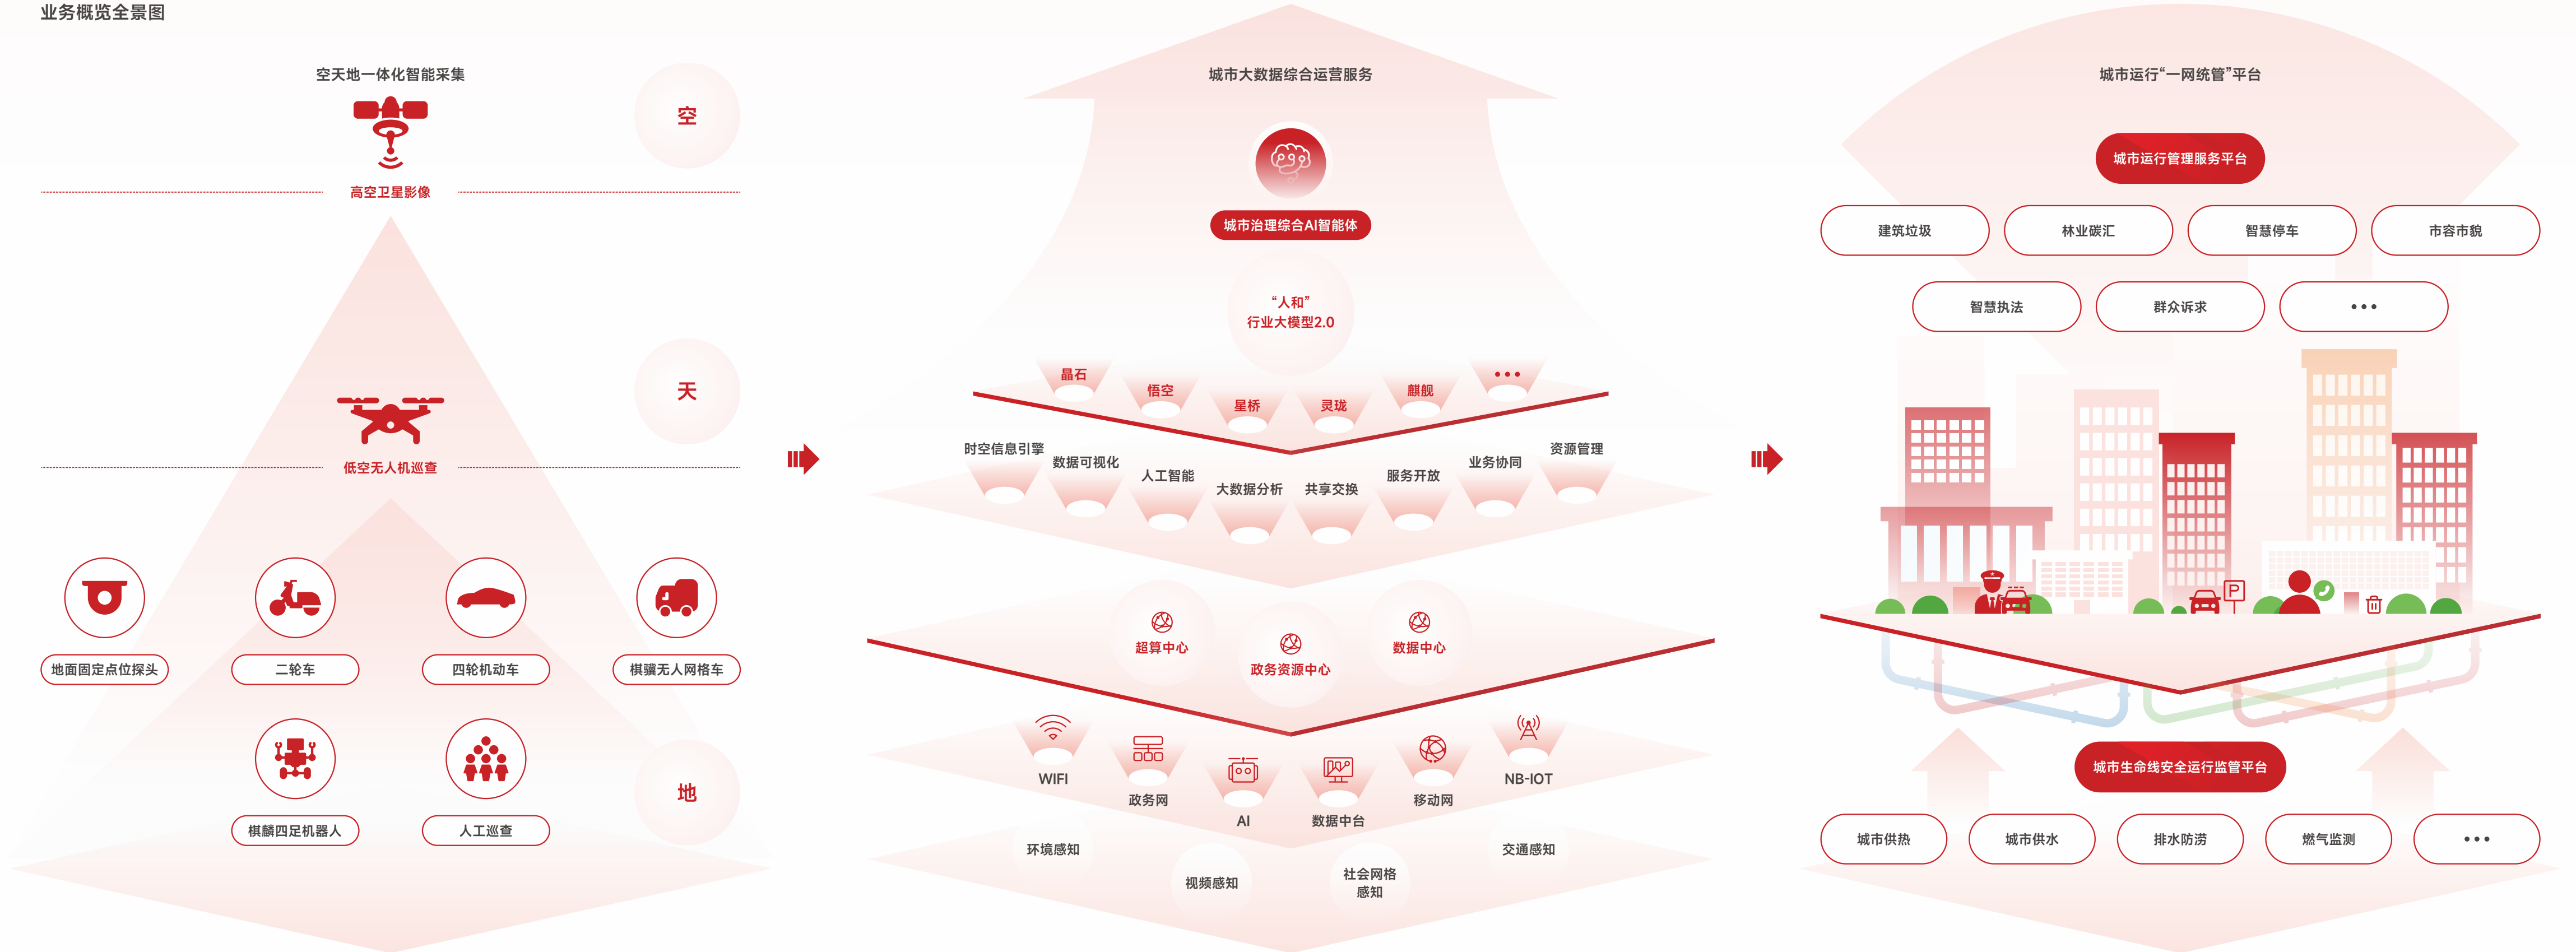 业务概览全景图
空天地一体化智能采集
空
高空卫星影像
天
低空无人机巡查
地面固定点位探头
二轮车
四轮机动车
棋骥无人网格车
地
棋麟四足机器人
人工巡查
城市大数据综合运营服务
城市治理综合AI智能体
“人和”
行业大模型2.0
晶石
悟空
星桥
灵珑
麒舰
•••
时空信息引擎
数据可视化
人工智能
大数据分析
共享交换
服务开放
业务协同
资源管理
超算中心
政务资源中心
数据中心
WIFI
政务网
AI
数据中台
移动网
NB-IOT
环境感知
视频感知
社会网格
感知
交通感知
城市运行“一网统管”平台
城市运行管理服务平台
建筑垃圾
林业碳汇
智慧停车
市容市貌
智慧执法
群众诉求
•••
P
城市生命线安全运行监管平台
城市供热
城市供水
排水防涝
燃气监测
•••